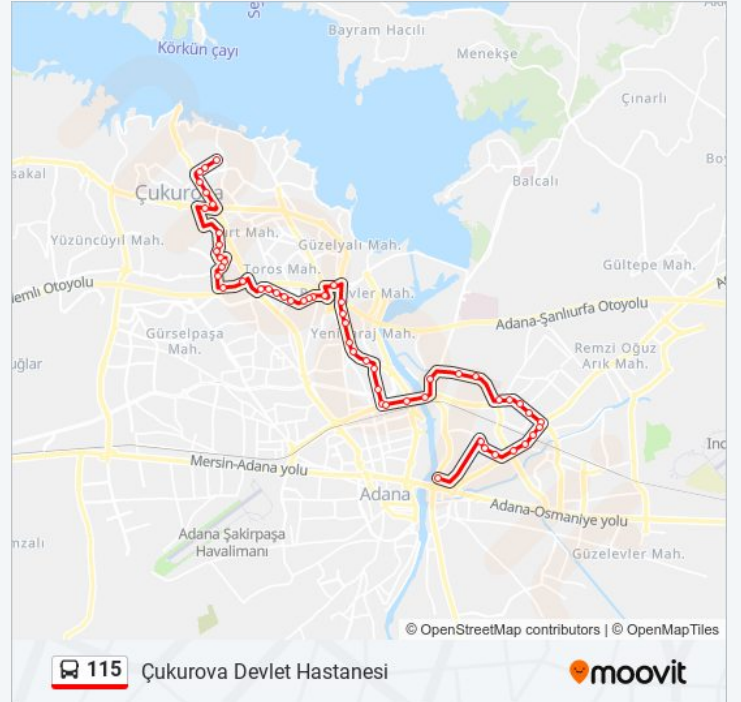 Körkün çayı
Bayram Hacılı
Menekşe
Çınarlı
Balcalı
Çukurova
Yüzüncüyıl Mah.
Güzelyalı Mah.
Toros Mah.
Gültepe Mah.
Adana-Şanlıurfa Otoyolu
Gürselpaşa
Mah.
Remzi Oğuz
Arık Mah.
Mersin-Adana yolu
Adana
Adana-Osmaniye yolu
Adana Şakirpaşa
Havalimanı
Güzelevler Mah.
© OpenStreetMap contributors | © OpenMapTiles
115 Çukurova Devlet Hastanesi
moovit